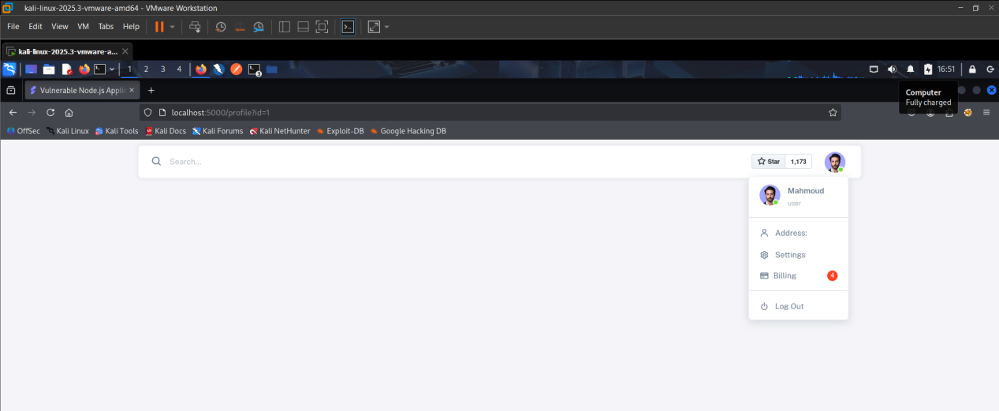 kali-linux-2025.3-vmware-amd64 - VMware Workstation
File Edit View VM Tabs Help
kali-linux-2025.3-vmware-a...
1 2 3 4 3 16:51
Vulnerable Node.js Applic
Computer
Fully charged
localhost:5000/profile?id=1
OffSec Kali Linux Kali Tools Kali Docs Kali Forums Kali NetHunter Exploit-DB Google Hacking DB
Search... Star 1,173
Mahmoud
user
Address:
Settings
Billing 4
Log Out